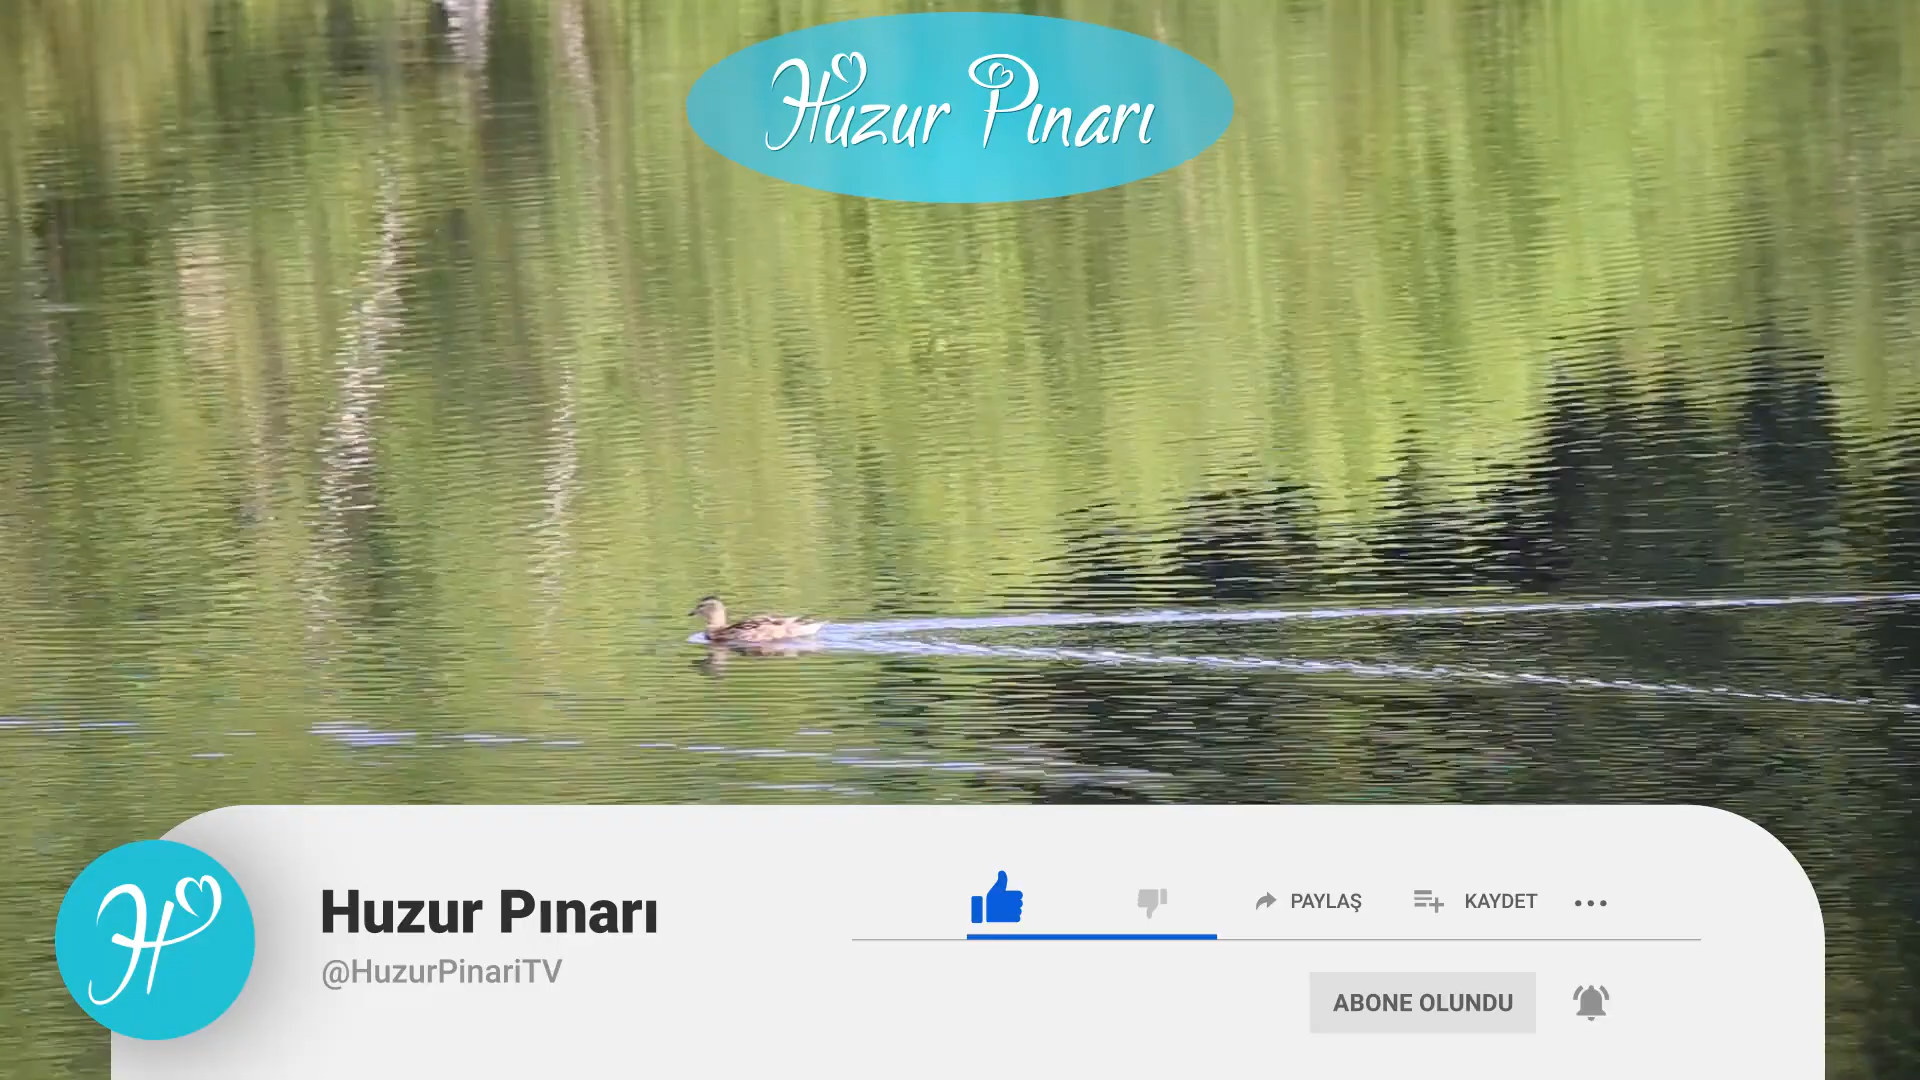 Huzur Pınarı
Huzur Pınarı
@HuzurPinariTV
PAYLAŞ
KAYDET
ABONE OLUNDU